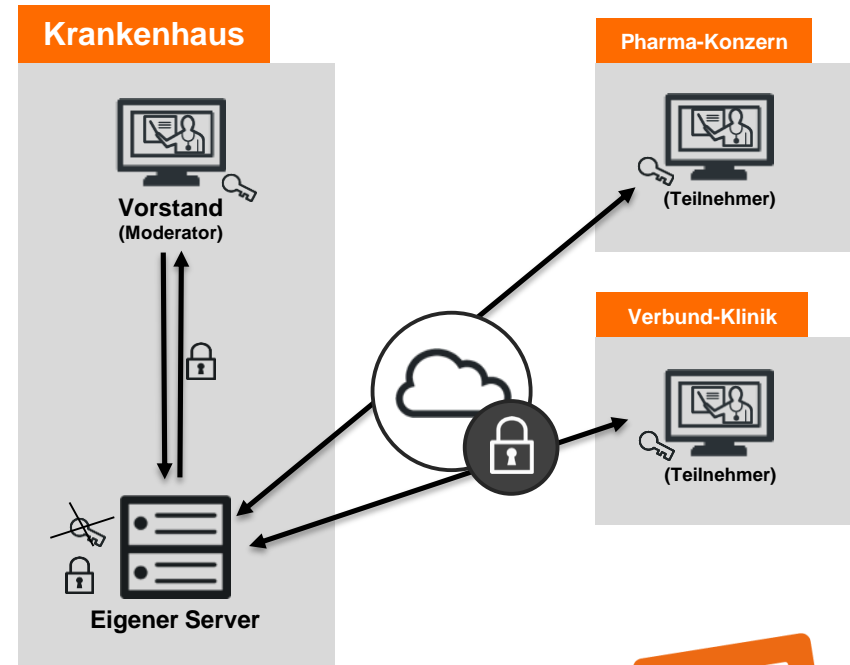 Krankenhaus
Vorstand
(Moderator)
Eigener Server
Pharma-Konzern
(Teilnehmer)
Verbund-Klinik
(Teilnehmer)